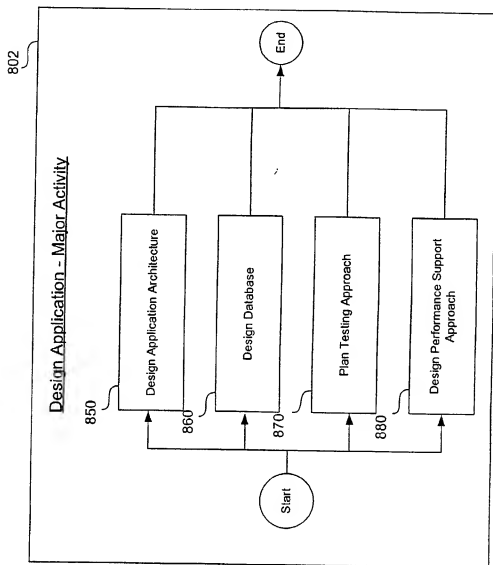 802
Design Application - Major Activity
850
Design Application Architecture
860
Design Database
870
Plan Testing Approach
880
Design Performance Support
Approach
Start
End